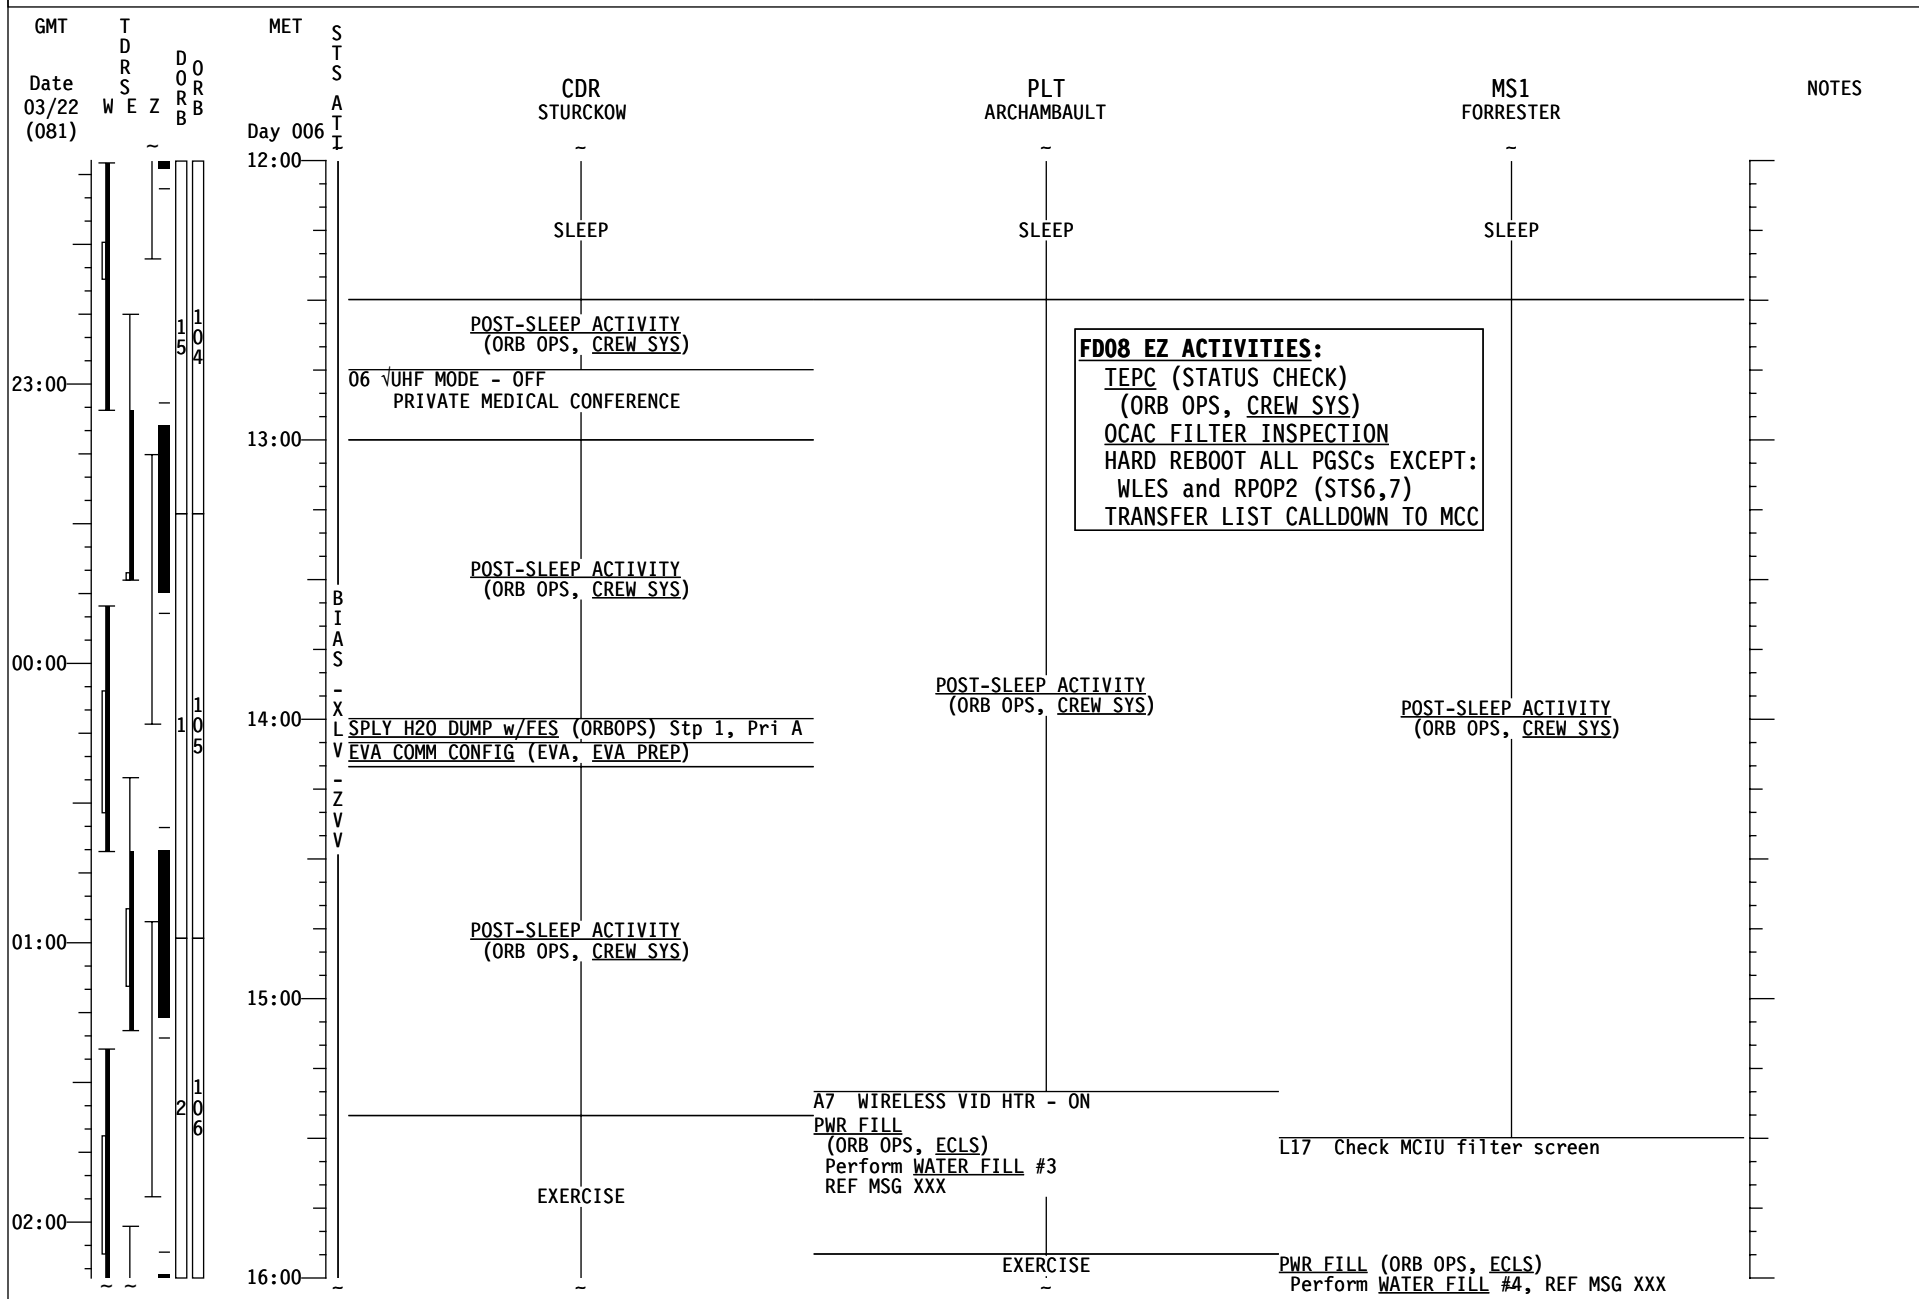 GMT
TDRS
MET
STS ATT
DORB
ORB
Date
03/22
(081)
W E Z
Day 006
CDR
STURCKOW
PLT
ARCHAMBAULT
MS1
FORRESTER
NOTES
~
~
~
~
12:00
SLEEP
SLEEP
SLEEP
15
104
POST-SLEEP ACTIVITY
(ORB OPS, CREW SYS)
FD08 EZ ACTIVITIES:
TEPC (STATUS CHECK)
(ORB OPS, CREW SYS)
OCAC FILTER INSPECTION
HARD REBOOT ALL PGSCs EXCEPT:
WLES and RPOP2 (STS6,7)
TRANSFER LIST CALLDOWN TO MCC
23:00
O6 √UHF MODE - OFF
PRIVATE MEDICAL CONFERENCE
13:00
POST-SLEEP ACTIVITY
(ORB OPS, CREW SYS)
BIAS -XLV -ZVV
00:00
POST-SLEEP ACTIVITY
(ORB OPS, CREW SYS)
POST-SLEEP ACTIVITY
(ORB OPS, CREW SYS)
1
105
14:00
SPLY H2O DUMP w/FES (ORBOPS) Stp 1, Pri A
EVA COMM CONFIG (EVA, EVA PREP)
01:00
POST-SLEEP ACTIVITY
(ORB OPS, CREW SYS)
15:00
2
106
A7 WIRELESS VID HTR - ON
PWR FILL
(ORB OPS, ECLS)
Perform WATER FILL #3
REF MSG XXX
L17 Check MCIU filter screen
EXERCISE
02:00
EXERCISE
PWR FILL (ORB OPS, ECLS)
Perform WATER FILL #4, REF MSG XXX
16:00
~ ~ ~ ~ ~ ~